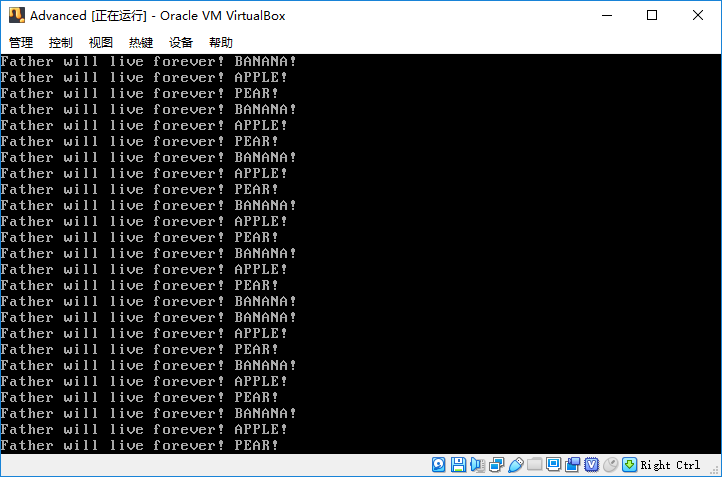 Advanced [正在运行] - Oracle VM VirtualBox
管理 控制 视图 热键 设备 帮助
Father will live forever! BANANA!
Father will live forever! APPLE!
Father will live forever! PEAR!
Father will live forever! BANANA!
Father will live forever! APPLE!
Father will live forever! PEAR!
Father will live forever! BANANA!
Father will live forever! APPLE!
Father will live forever! PEAR!
Father will live forever! BANANA!
Father will live forever! APPLE!
Father will live forever! PEAR!
Father will live forever! BANANA!
Father will live forever! APPLE!
Father will live forever! PEAR!
Father will live forever! BANANA!
Father will live forever! BANANA!
Father will live forever! APPLE!
Father will live forever! PEAR!
Father will live forever! BANANA!
Father will live forever! APPLE!
Father will live forever! PEAR!
Father will live forever! BANANA!
Father will live forever! APPLE!
Father will live forever! PEAR!
Right Ctrl